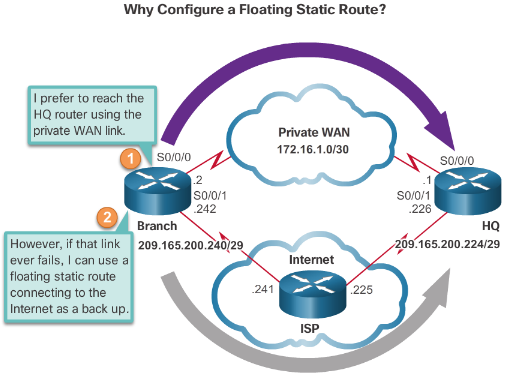 Why Configure a Floating Static Route?
I prefer to reach the
HQ router using the
private WAN link.
1
S0/0/0
Private WAN
172.16.1.0/30
S0/0/0
.2
.1
S0/0/1
S0/0/1
.242
.226
2
Branch
HQ
However, if that link
ever fails, I can use a
floating static route
connecting to the
Internet as a back up.
209.165.200.240/29
209.165.200.224/29
Internet
.241
.225
ISP